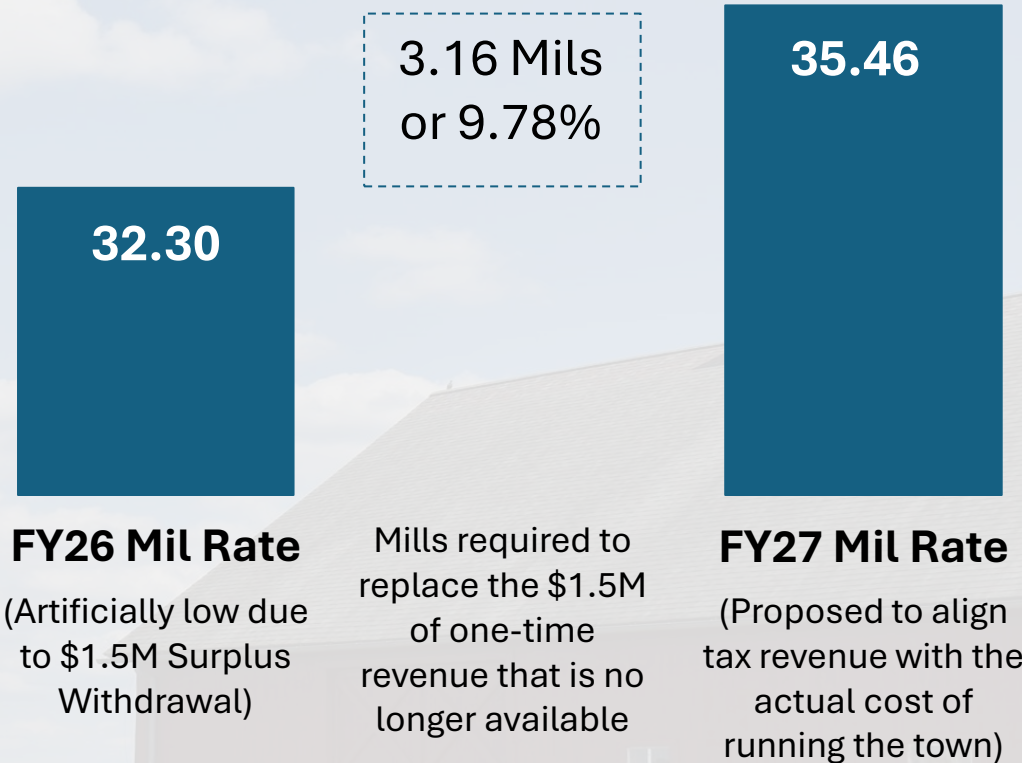 3.16 Mils
or 9.78%
35.46
32.30
FY26 Mil Rate
(Artificially low due
to $1.5M Surplus
Withdrawal)
Mills required to
replace the $1.5M
of one-time
revenue that is no
longer available
FY27 Mil Rate
(Proposed to align
tax revenue with the
actual cost of
running the town)